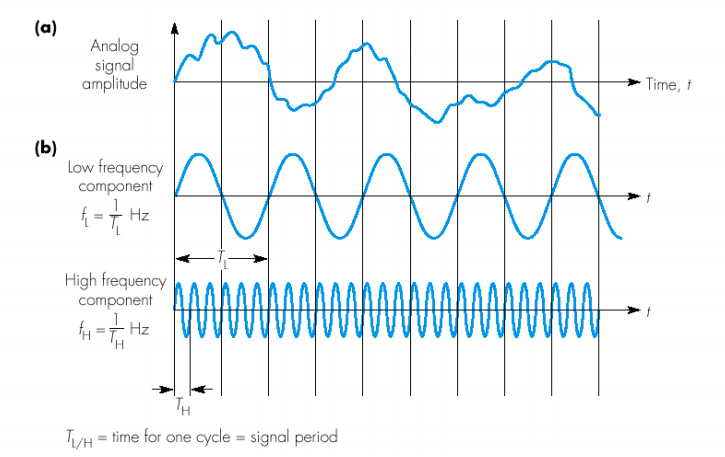 (a)
Analog
signal
amplitude
Time, t
(b)
Low frequency
component
f_L = 1/T_L Hz
t
T_L
High frequency
component
f_H = 1/T_H Hz
t
T_H
T_L/H = time for one cycle = signal period